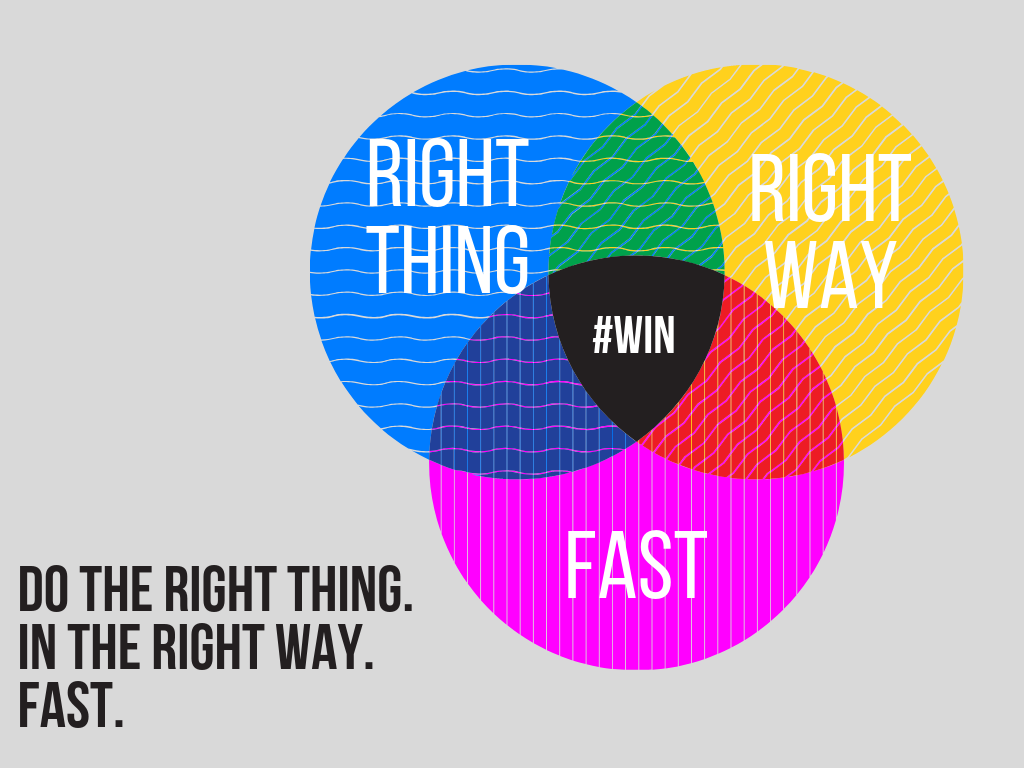 RIGHT
THING
RIGHT
WAY
#WIN
FAST
DO THE RIGHT THING.
IN THE RIGHT WAY.
FAST.